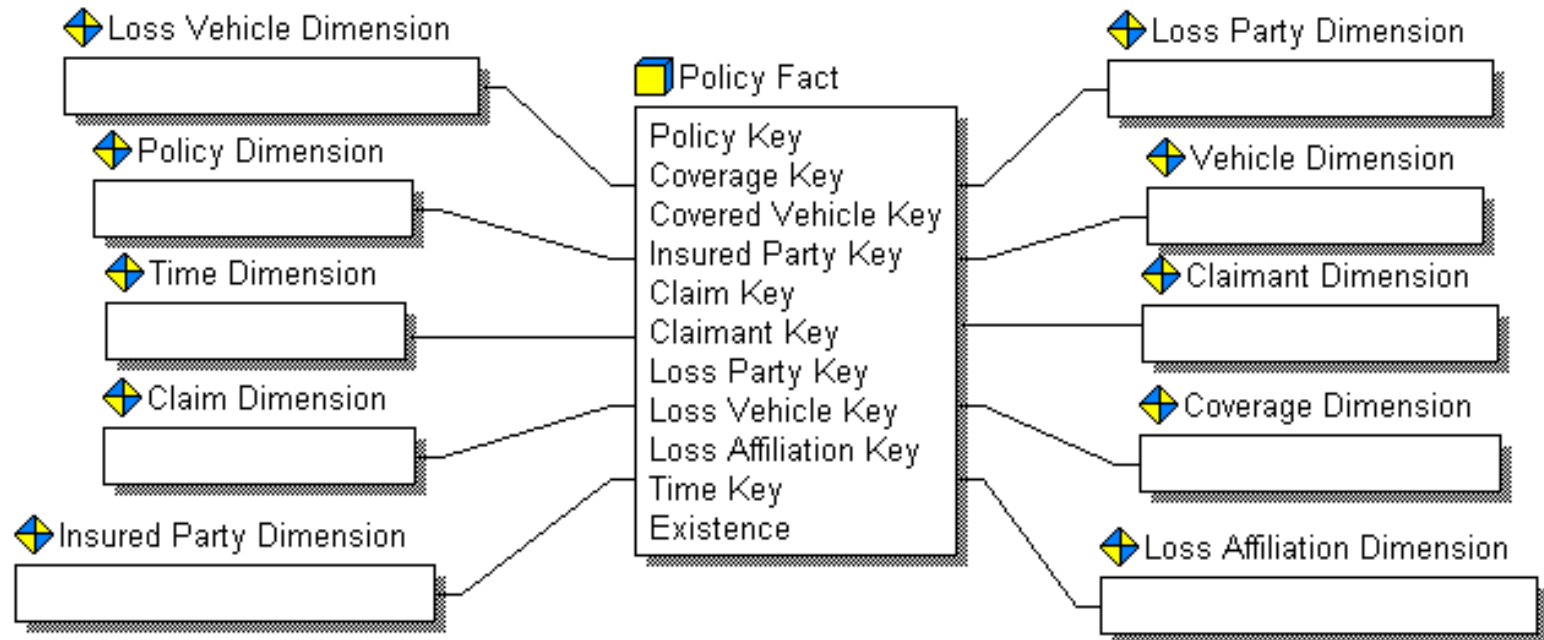 Loss Vehicle Dimension
Policy Dimension
Time Dimension
Claim Dimension
Insured Party Dimension
Policy Fact
Policy Key
Coverage Key
Covered Vehicle Key
Insured Party Key
Claim Key
Claimant Key
Loss Party Key
Loss Vehicle Key
Loss Affiliation Key
Time Key
Existence
Loss Party Dimension
Vehicle Dimension
Claimant Dimension
Coverage Dimension
Loss Affiliation Dimension